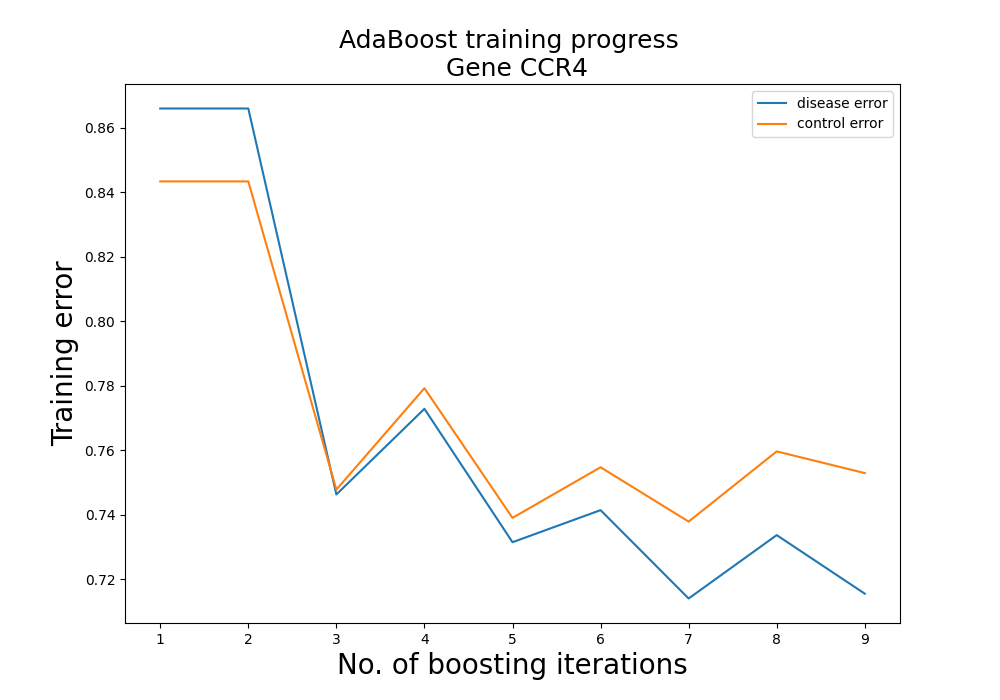 AdaBoost training progress
Gene CCR4
disease error
control error
Training error
0.86
0.84
0.82
0.80
0.78
0.76
0.74
0.72
1 2 3 4 5 6 7 8 9
No. of boosting iterations